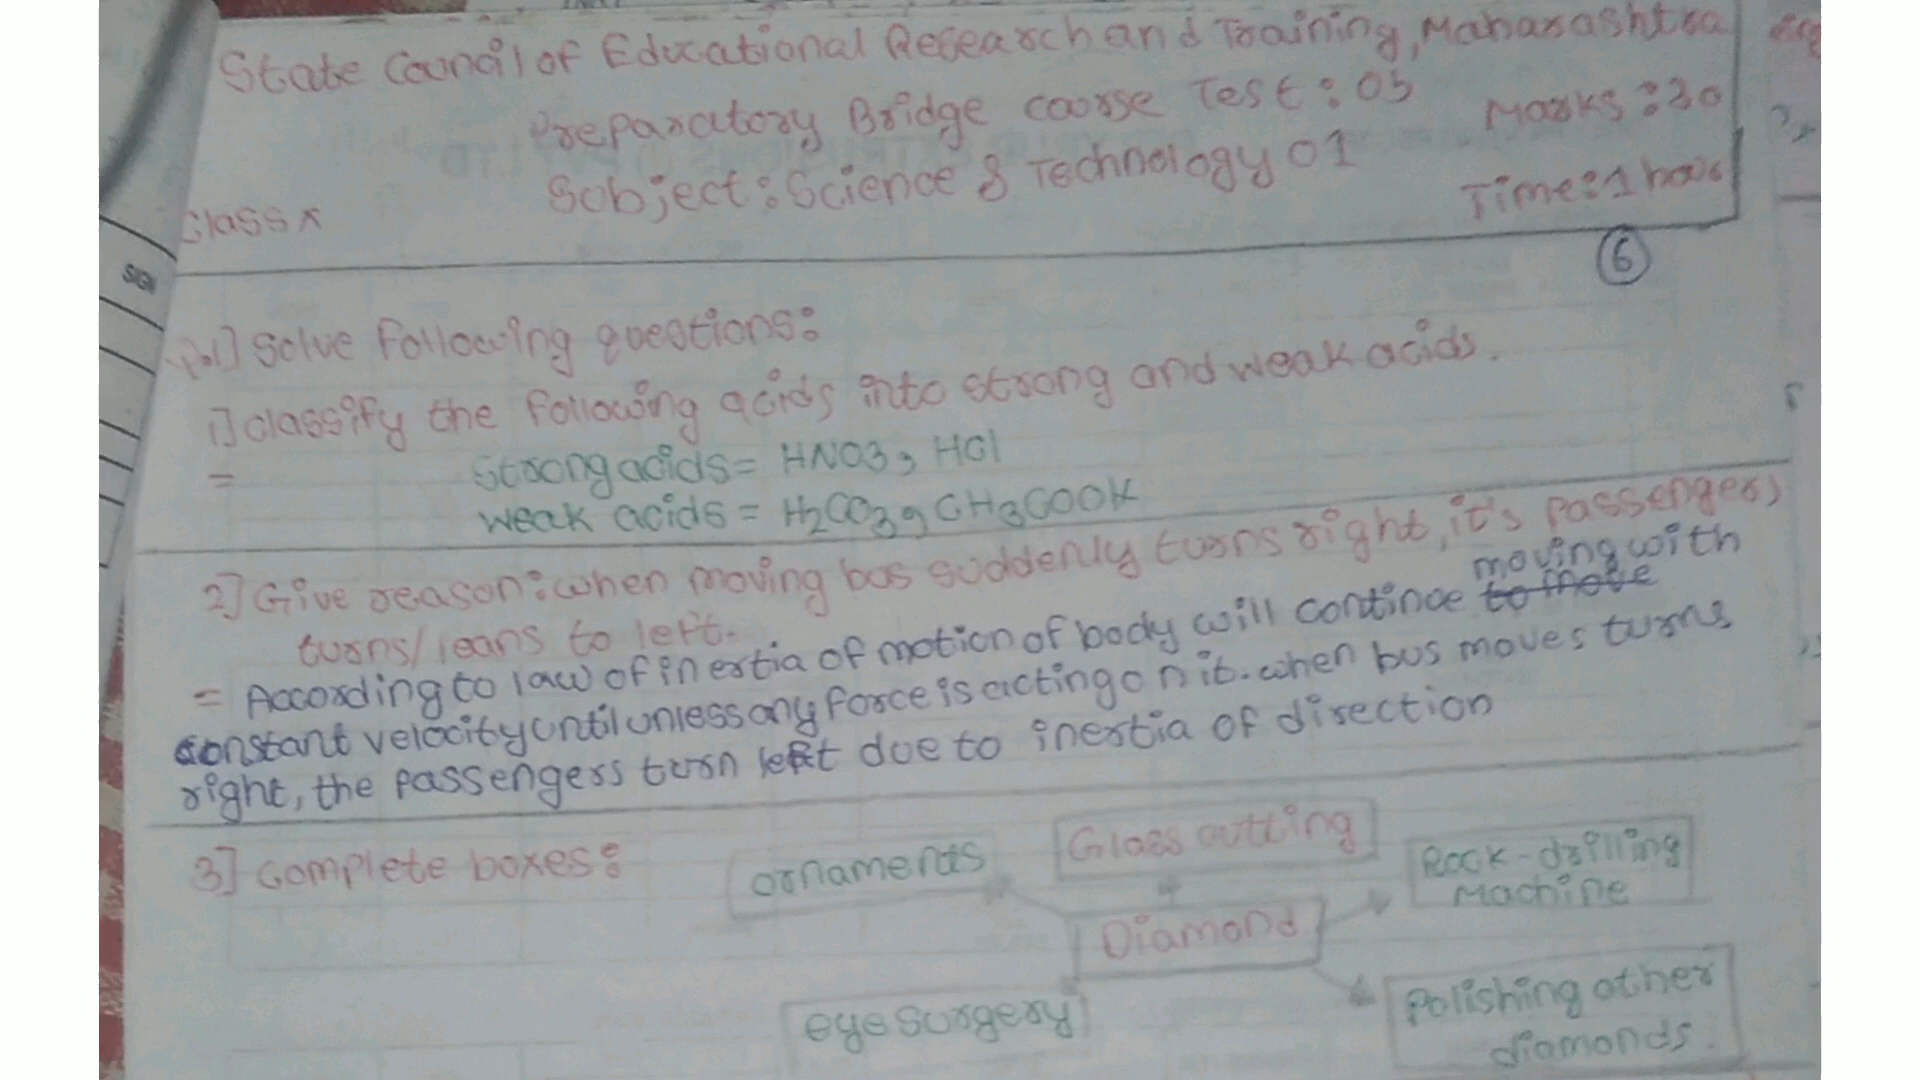 State Council of Educational Research and Training, Maharashtra
Preparatory Bridge course Test : 05
Marks : 30
Subject : Science & Technology 01
Time : 1 hour
Class X
SIGN
6
1] Solve following questions :
1] classify the following acids into strong and weak acids.
= Strong acids = HNO3, HCl
weak acids = H2CO3, CH3COOH
2] Give reason : when moving bus suddenly turns right, it's passengers
turns/leans to left.
= According to law of inertia of motion of body will continue to move moving with
constant velocity until unless any force is acting on it. when bus moves turns
right, the passengers turn left due to inertia of direction
3] complete boxes :
ornaments
Glass cutting
Rock-drilling
Machine
Diamond
eye surgery
Polishing other
diamonds.